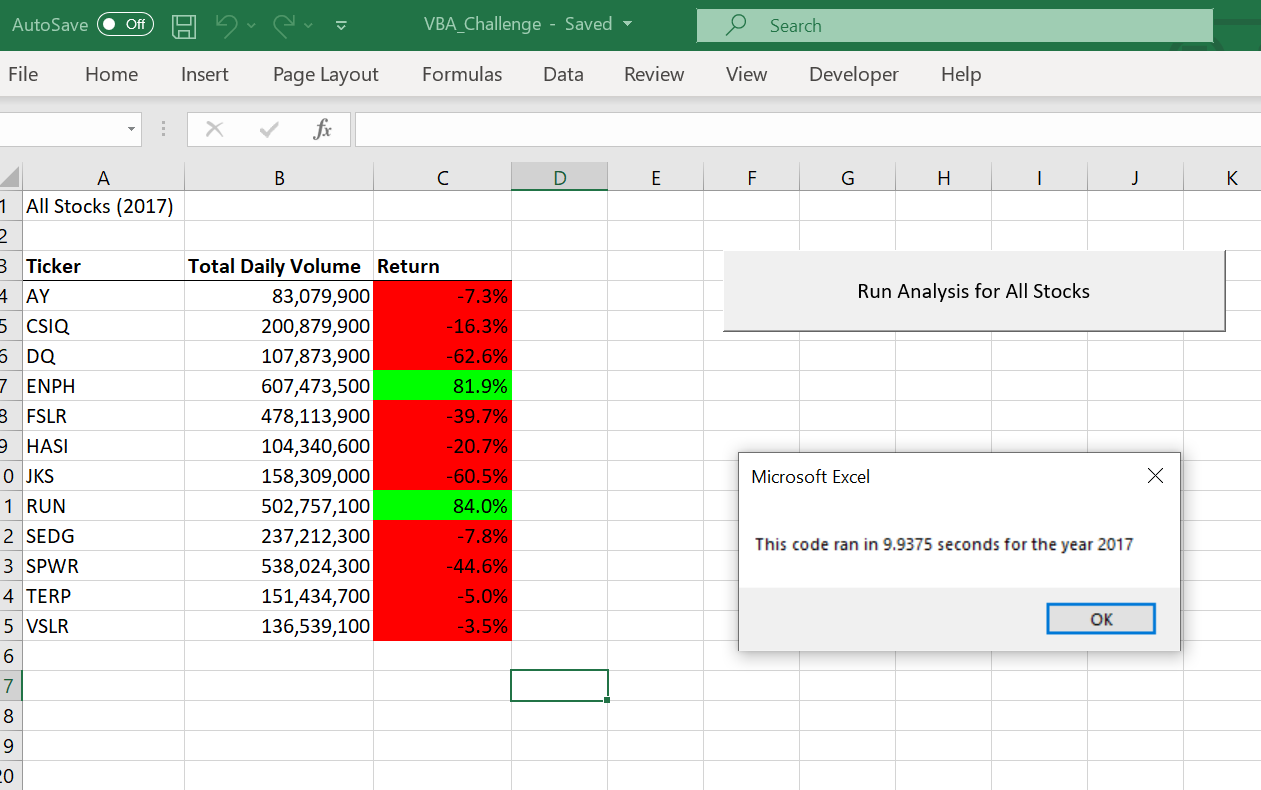 AutoSave Off VBA_Challenge - Saved Search
File Home Insert Page Layout Formulas Data Review View Developer Help
fx
A B C D E F G H I J K
1 All Stocks (2017)
2
3 Ticker Total Daily Volume Return
4 AY 83,079,900 -7.3%
Run Analysis for All Stocks
5 CSIQ 200,879,900 -16.3%
6 DQ 107,873,900 -62.6%
7 ENPH 607,473,500 81.9%
8 FSLR 478,113,900 -39.7%
9 HASI 104,340,600 -20.7%
0 JKS 158,309,000 -60.5%
Microsoft Excel
1 RUN 502,757,100 84.0%
2 SEDG 237,212,300 -7.8%
This code ran in 9.9375 seconds for the year 2017
3 SPWR 538,024,300 -44.6%
4 TERP 151,434,700 -5.0%
5 VSLR 136,539,100 -3.5%
OK
6
7
8
9
20